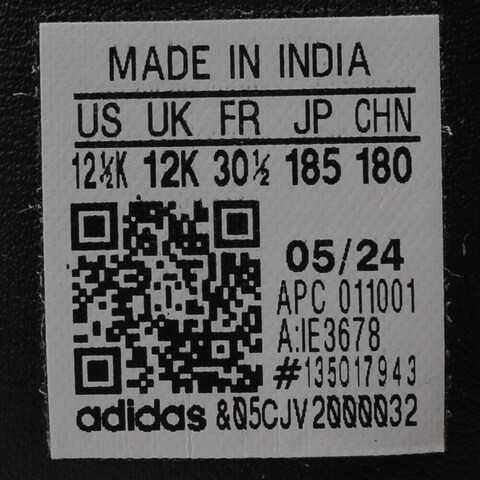 MADE IN INDIA
US UK FR JP CHN
12½K 12K 30½ 185 180
05/24
APC 011001
A:IE3678
#135017943
adidas &05CJV2000032